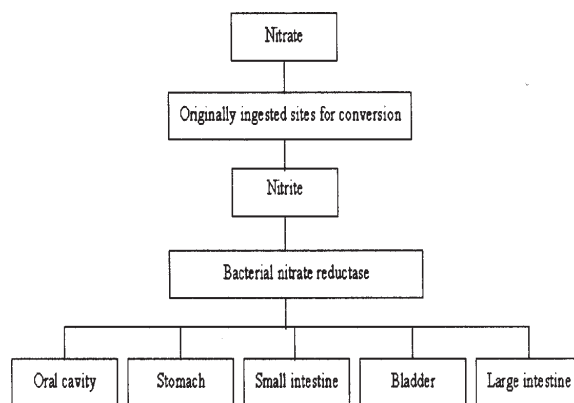 Nitrate
Originally ingested sites for conversion
Nitrite
Bacterial nitrate reductase
Oral cavity
Stomach
Small intestine
Bladder
Large intestine